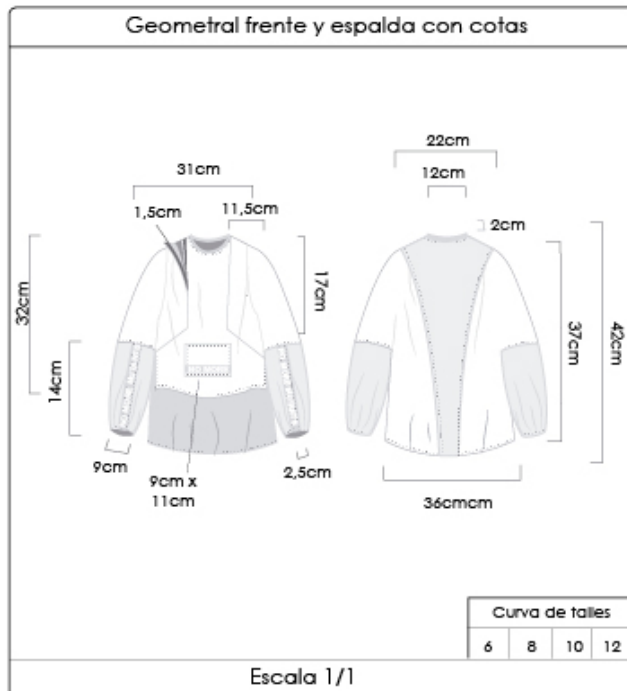 Geometral frente y espalda con cotas
22cm
31cm
12cm
1,5cm
11,5cm
2cm
32cm
17cm
37cm
42cm
14cm
9cm
9cm x
11cm
2,5cm
36cmcm
Curva de talles
6 8 10 12
Escala 1/1